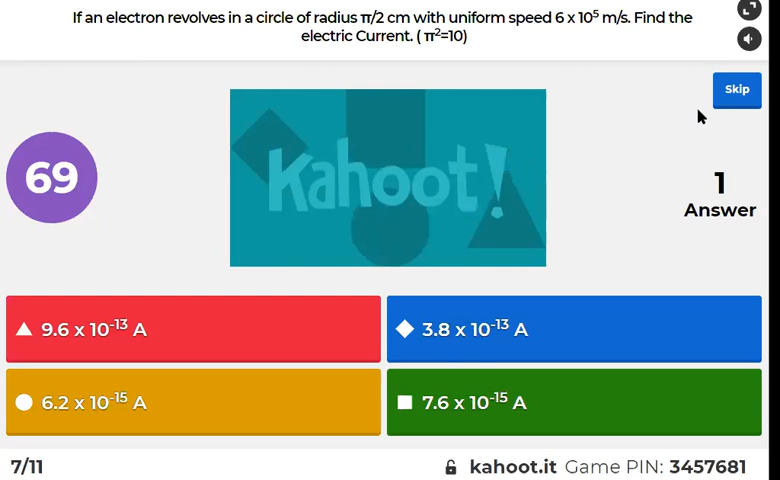 If an electron revolves in a circle of radius π/2 cm with uniform speed 6 x 10⁵ m/s. Find the
electric Current. ( π²=10)
Skip
69
Kahoot!
1
Answer
9.6 x 10⁻¹³ A
3.8 x 10⁻¹³ A
6.2 x 10⁻¹⁵ A
7.6 x 10⁻¹⁵ A
7/11
kahoot.it Game PIN: 3457681